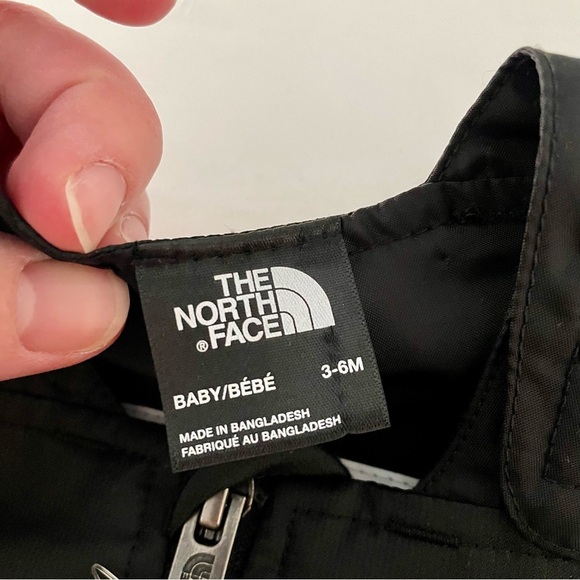 THE
NORTH
FACE
®
BABY/BÉBÉ 3-6M
MADE IN BANGLADESH
FABRIQUÉ AU BANGLADESH